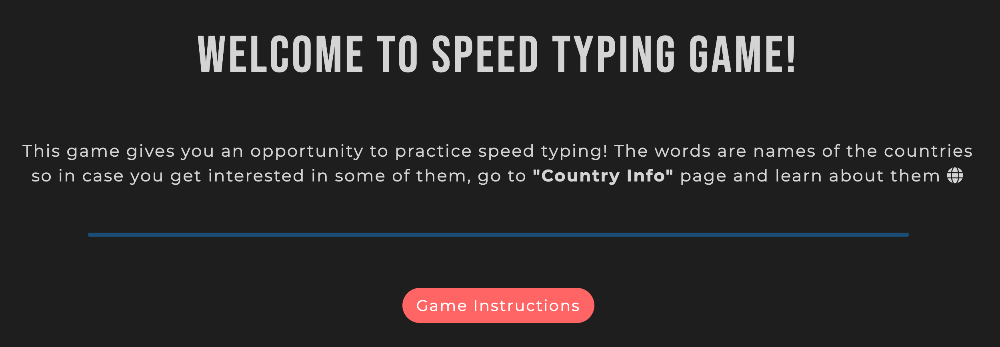 WELCOME TO SPEED TYPING GAME!
This game gives you an opportunity to practice speed typing! The words are names of the countries
so in case you get interested in some of them, go to "Country Info" page and learn about them
Game Instructions